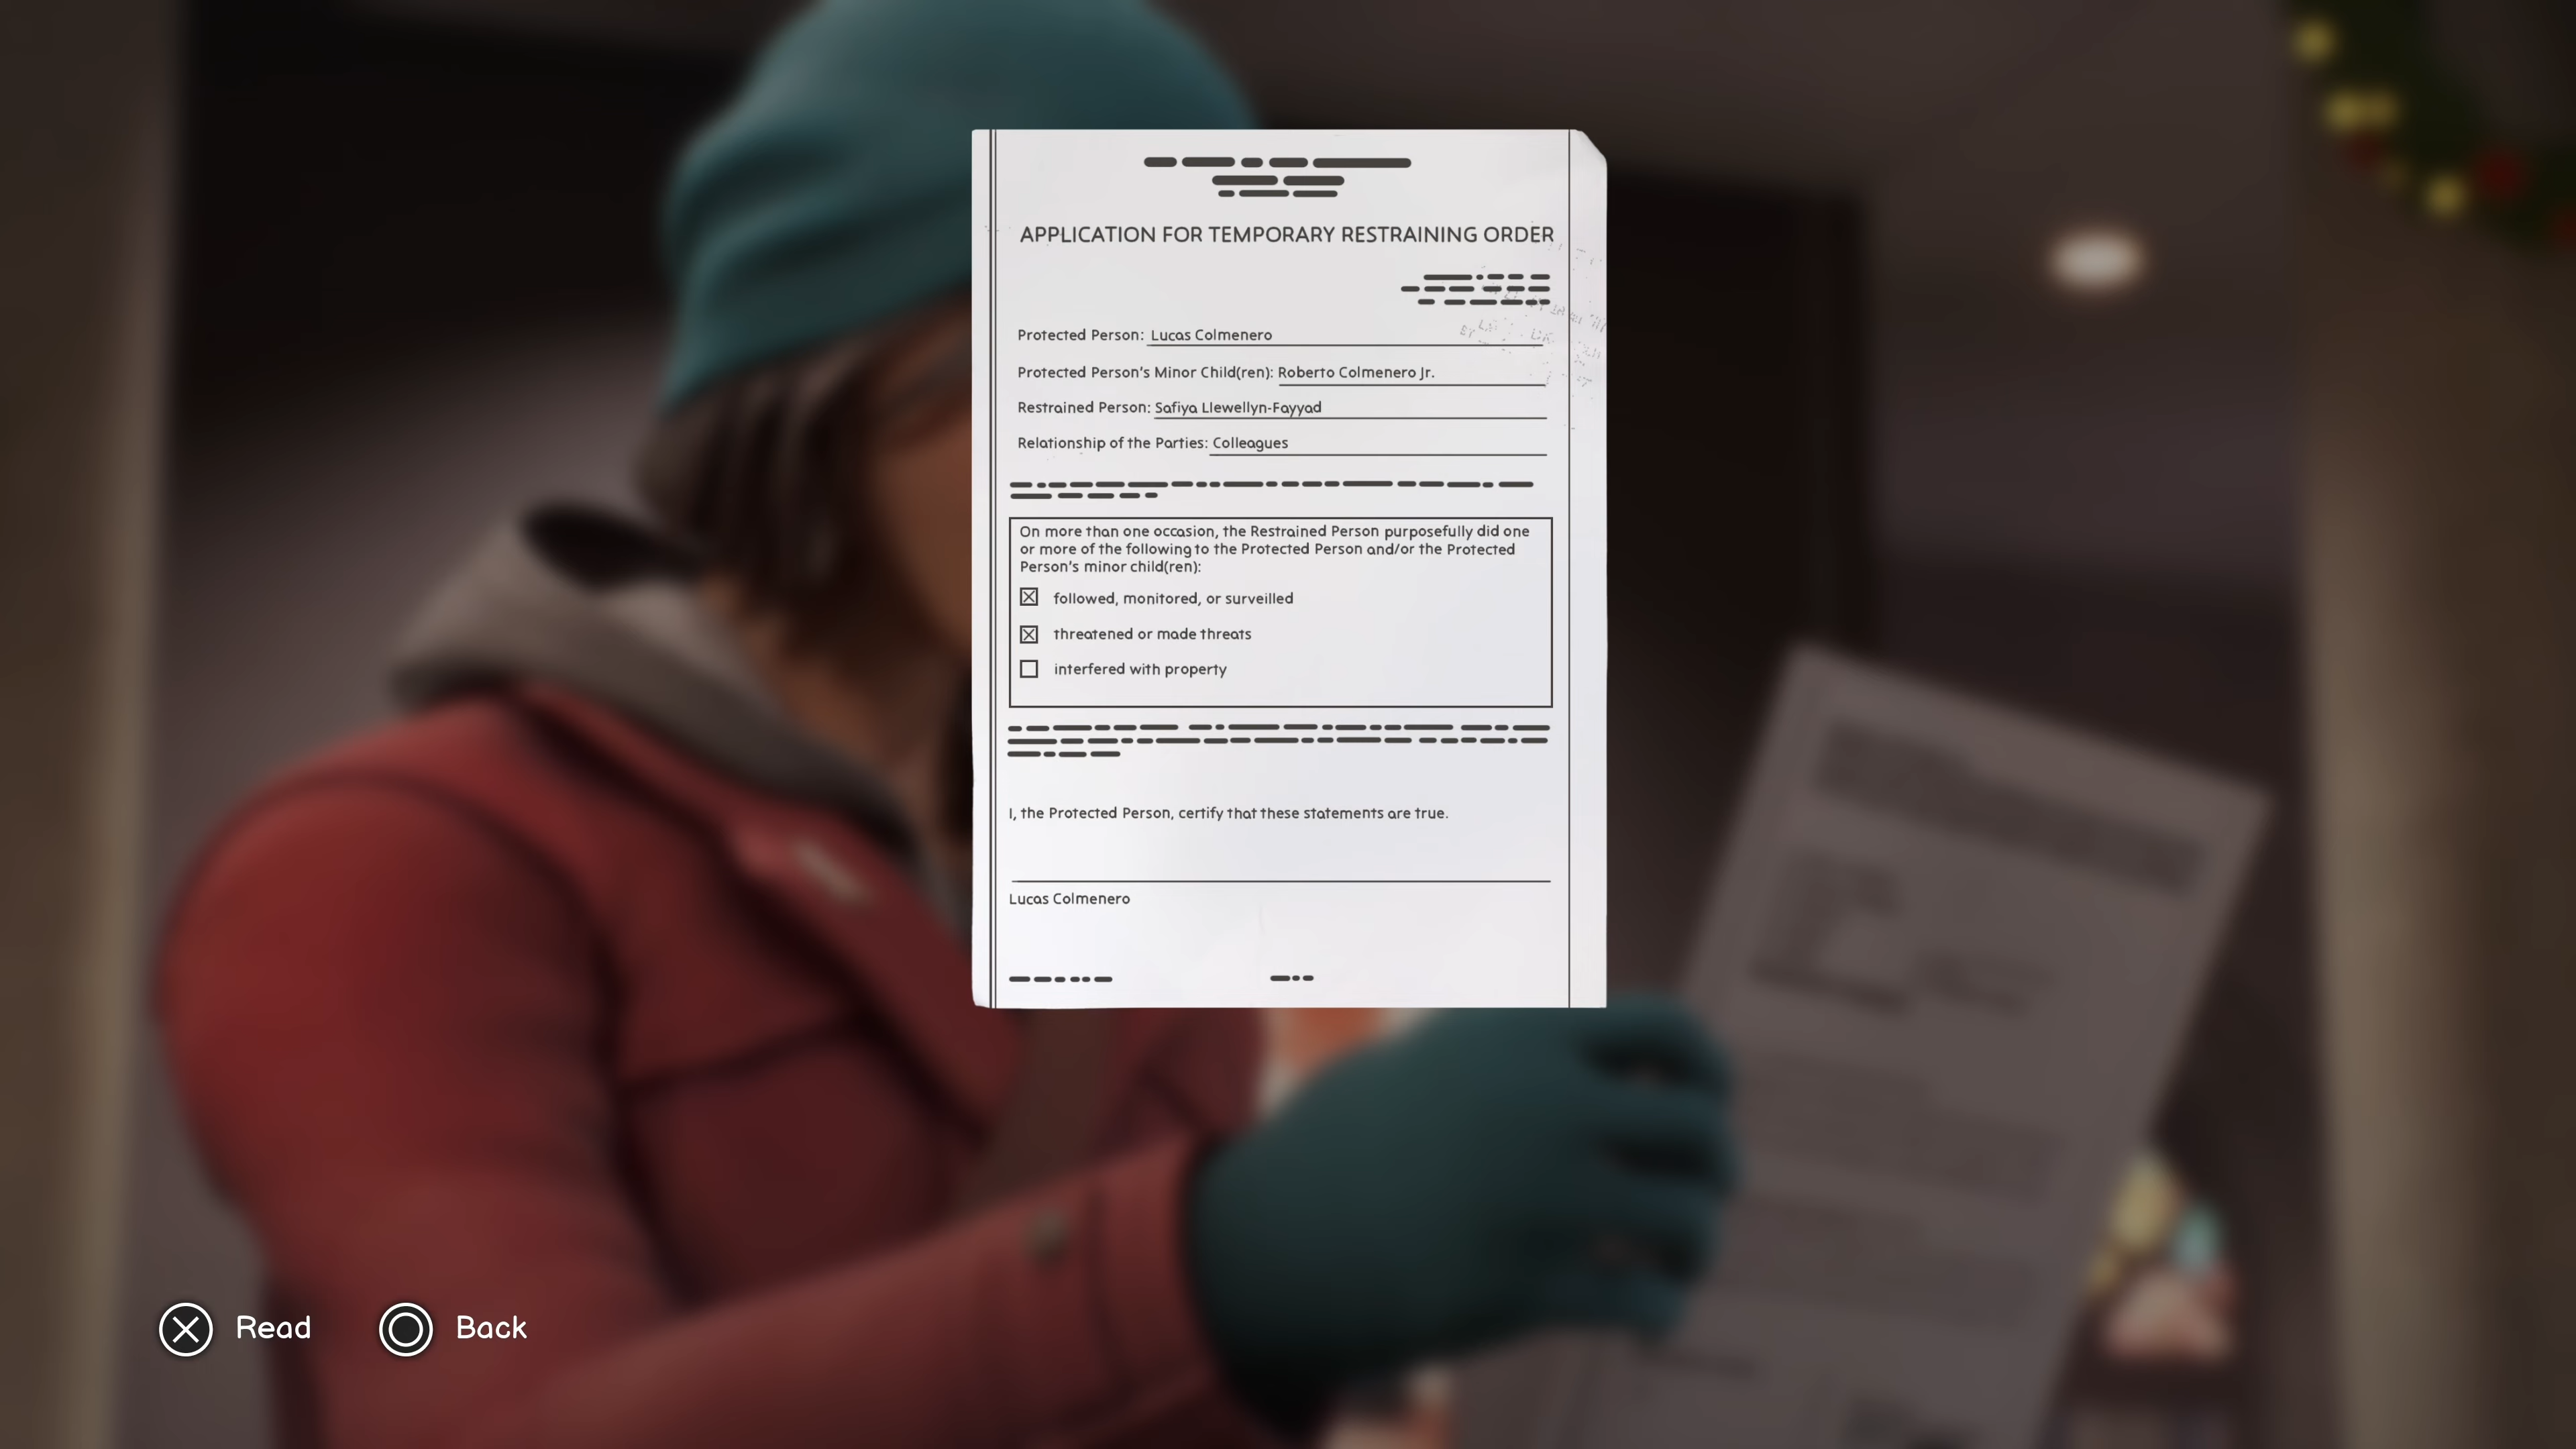 APPLICATION FOR TEMPORARY RESTRAINING ORDER
Protected Person: Lucas Colmenero
Protected Person's Minor Child(ren): Roberto Colmenero Jr.
Restrained Person: Safiya Llewellyn-Fayyad
Relationship of the Parties: Colleagues
On more than one occasion, the Restrained Person purposefully did one
or more of the following to the Protected Person and/or the Protected
Person's minor child(ren):
followed, monitored, or surveilled
threatened or made threats
interfered with property
I, the Protected Person, certify that these statements are true.
Lucas Colmenero
Read Back